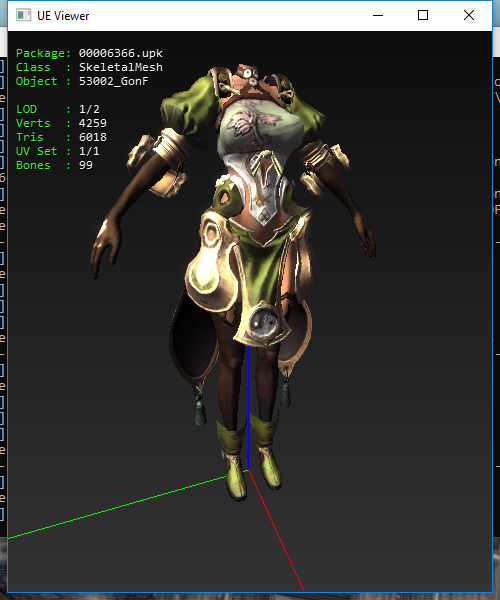 UE Viewer
Package: 00006366.upk
Class  : SkeletalMesh
Object : 53002_GonF
LOD    : 1/2
Verts  : 4259
Tris   : 6018
UV Set : 1/1
Bones  : 99